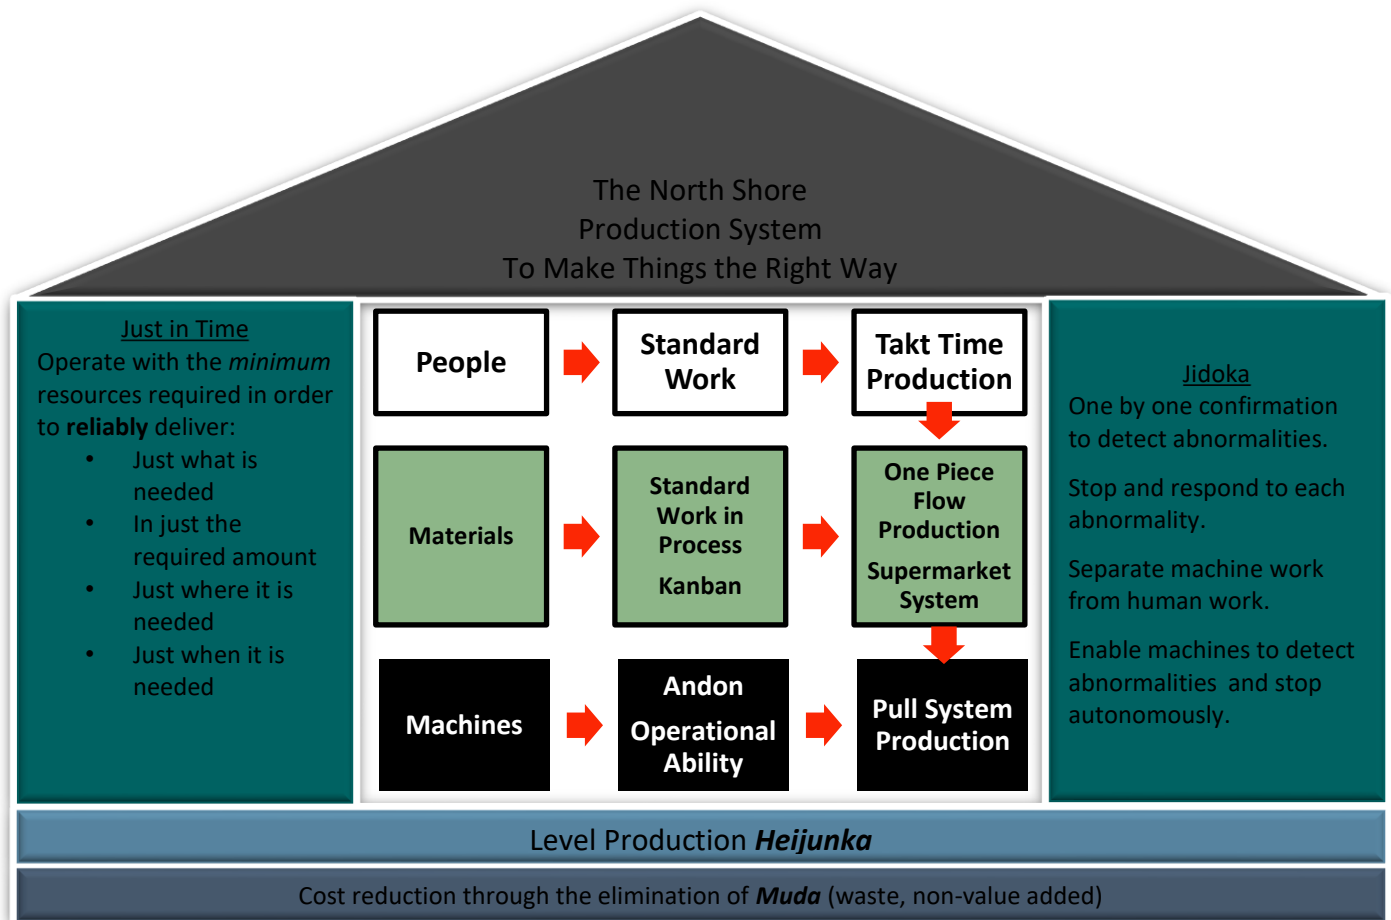 The North Shore
Production System
To Make Things the Right Way
Just in Time
Operate with the minimum
resources required in order
to reliably deliver:
• Just what is
needed
• In just the
required amount
• Just where it is
needed
• Just when it is
needed
People
Standard
Work
Takt Time
Production
Materials
Standard
Work in
Process
Kanban
One Piece
Flow
Production
Supermarket
System
Machines
Andon
Operational
Ability
Pull System
Production
Jidoka
One by one confirmation
to detect abnormalities.
Stop and respond to each
abnormality.
Separate machine work
from human work.
Enable machines to detect
abnormalities and stop
autonomously.
Level Production Heijunka
Cost reduction through the elimination of Muda (waste, non-value added)